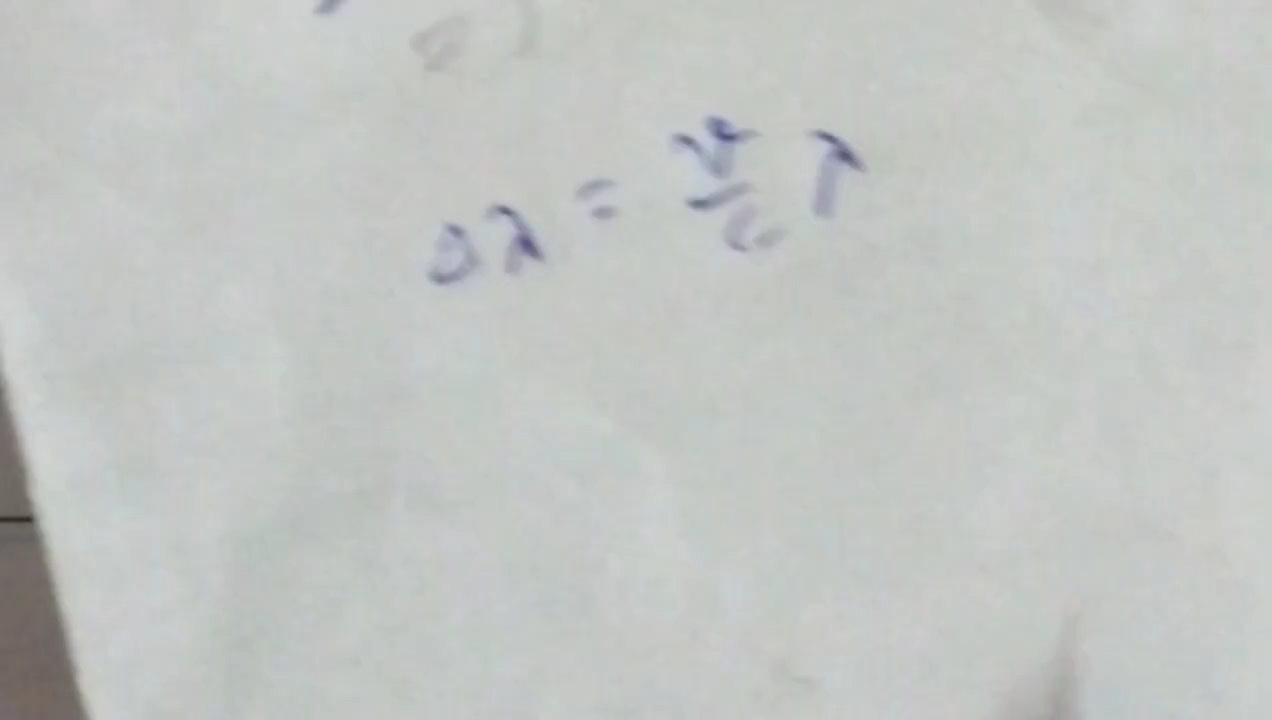 Δλ = v/c λ